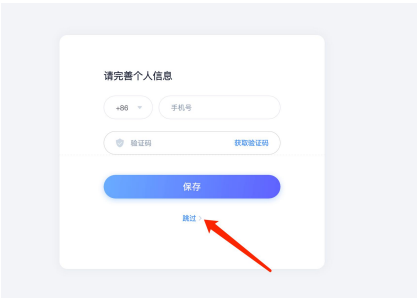 请完善个人信息
+86 手机号
验证码 获取验证码
保存
跳过 >